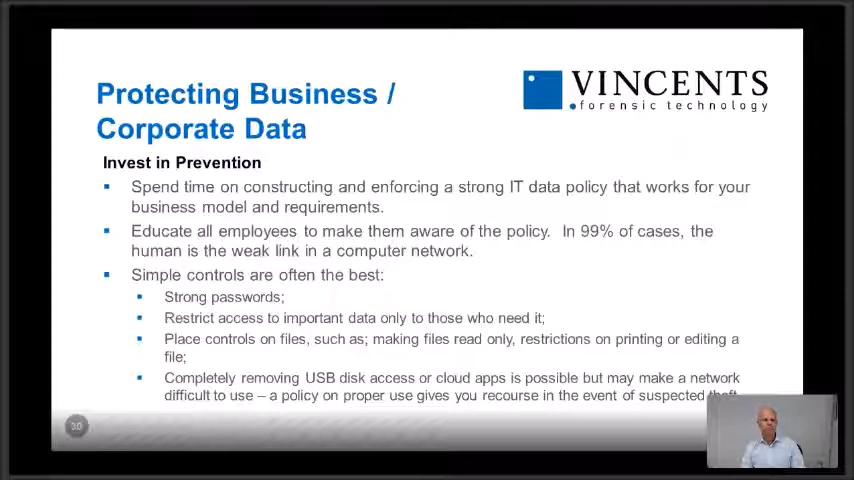 Protecting Business /
Corporate Data
VINCENTS
forensic technology
Invest in Prevention
Spend time on constructing and enforcing a strong IT data policy that works for your
business model and requirements.
Educate all employees to make them aware of the policy. In 99% of cases, the
human is the weak link in a computer network.
Simple controls are often the best:
Strong passwords;
Restrict access to important data only to those who need it;
Place controls on files, such as; making files read only, restrictions on printing or editing a
file;
Completely removing USB disk access or cloud apps is possible but may make a network
difficult to use – a policy on proper use gives you recourse in the event of suspected theft
30